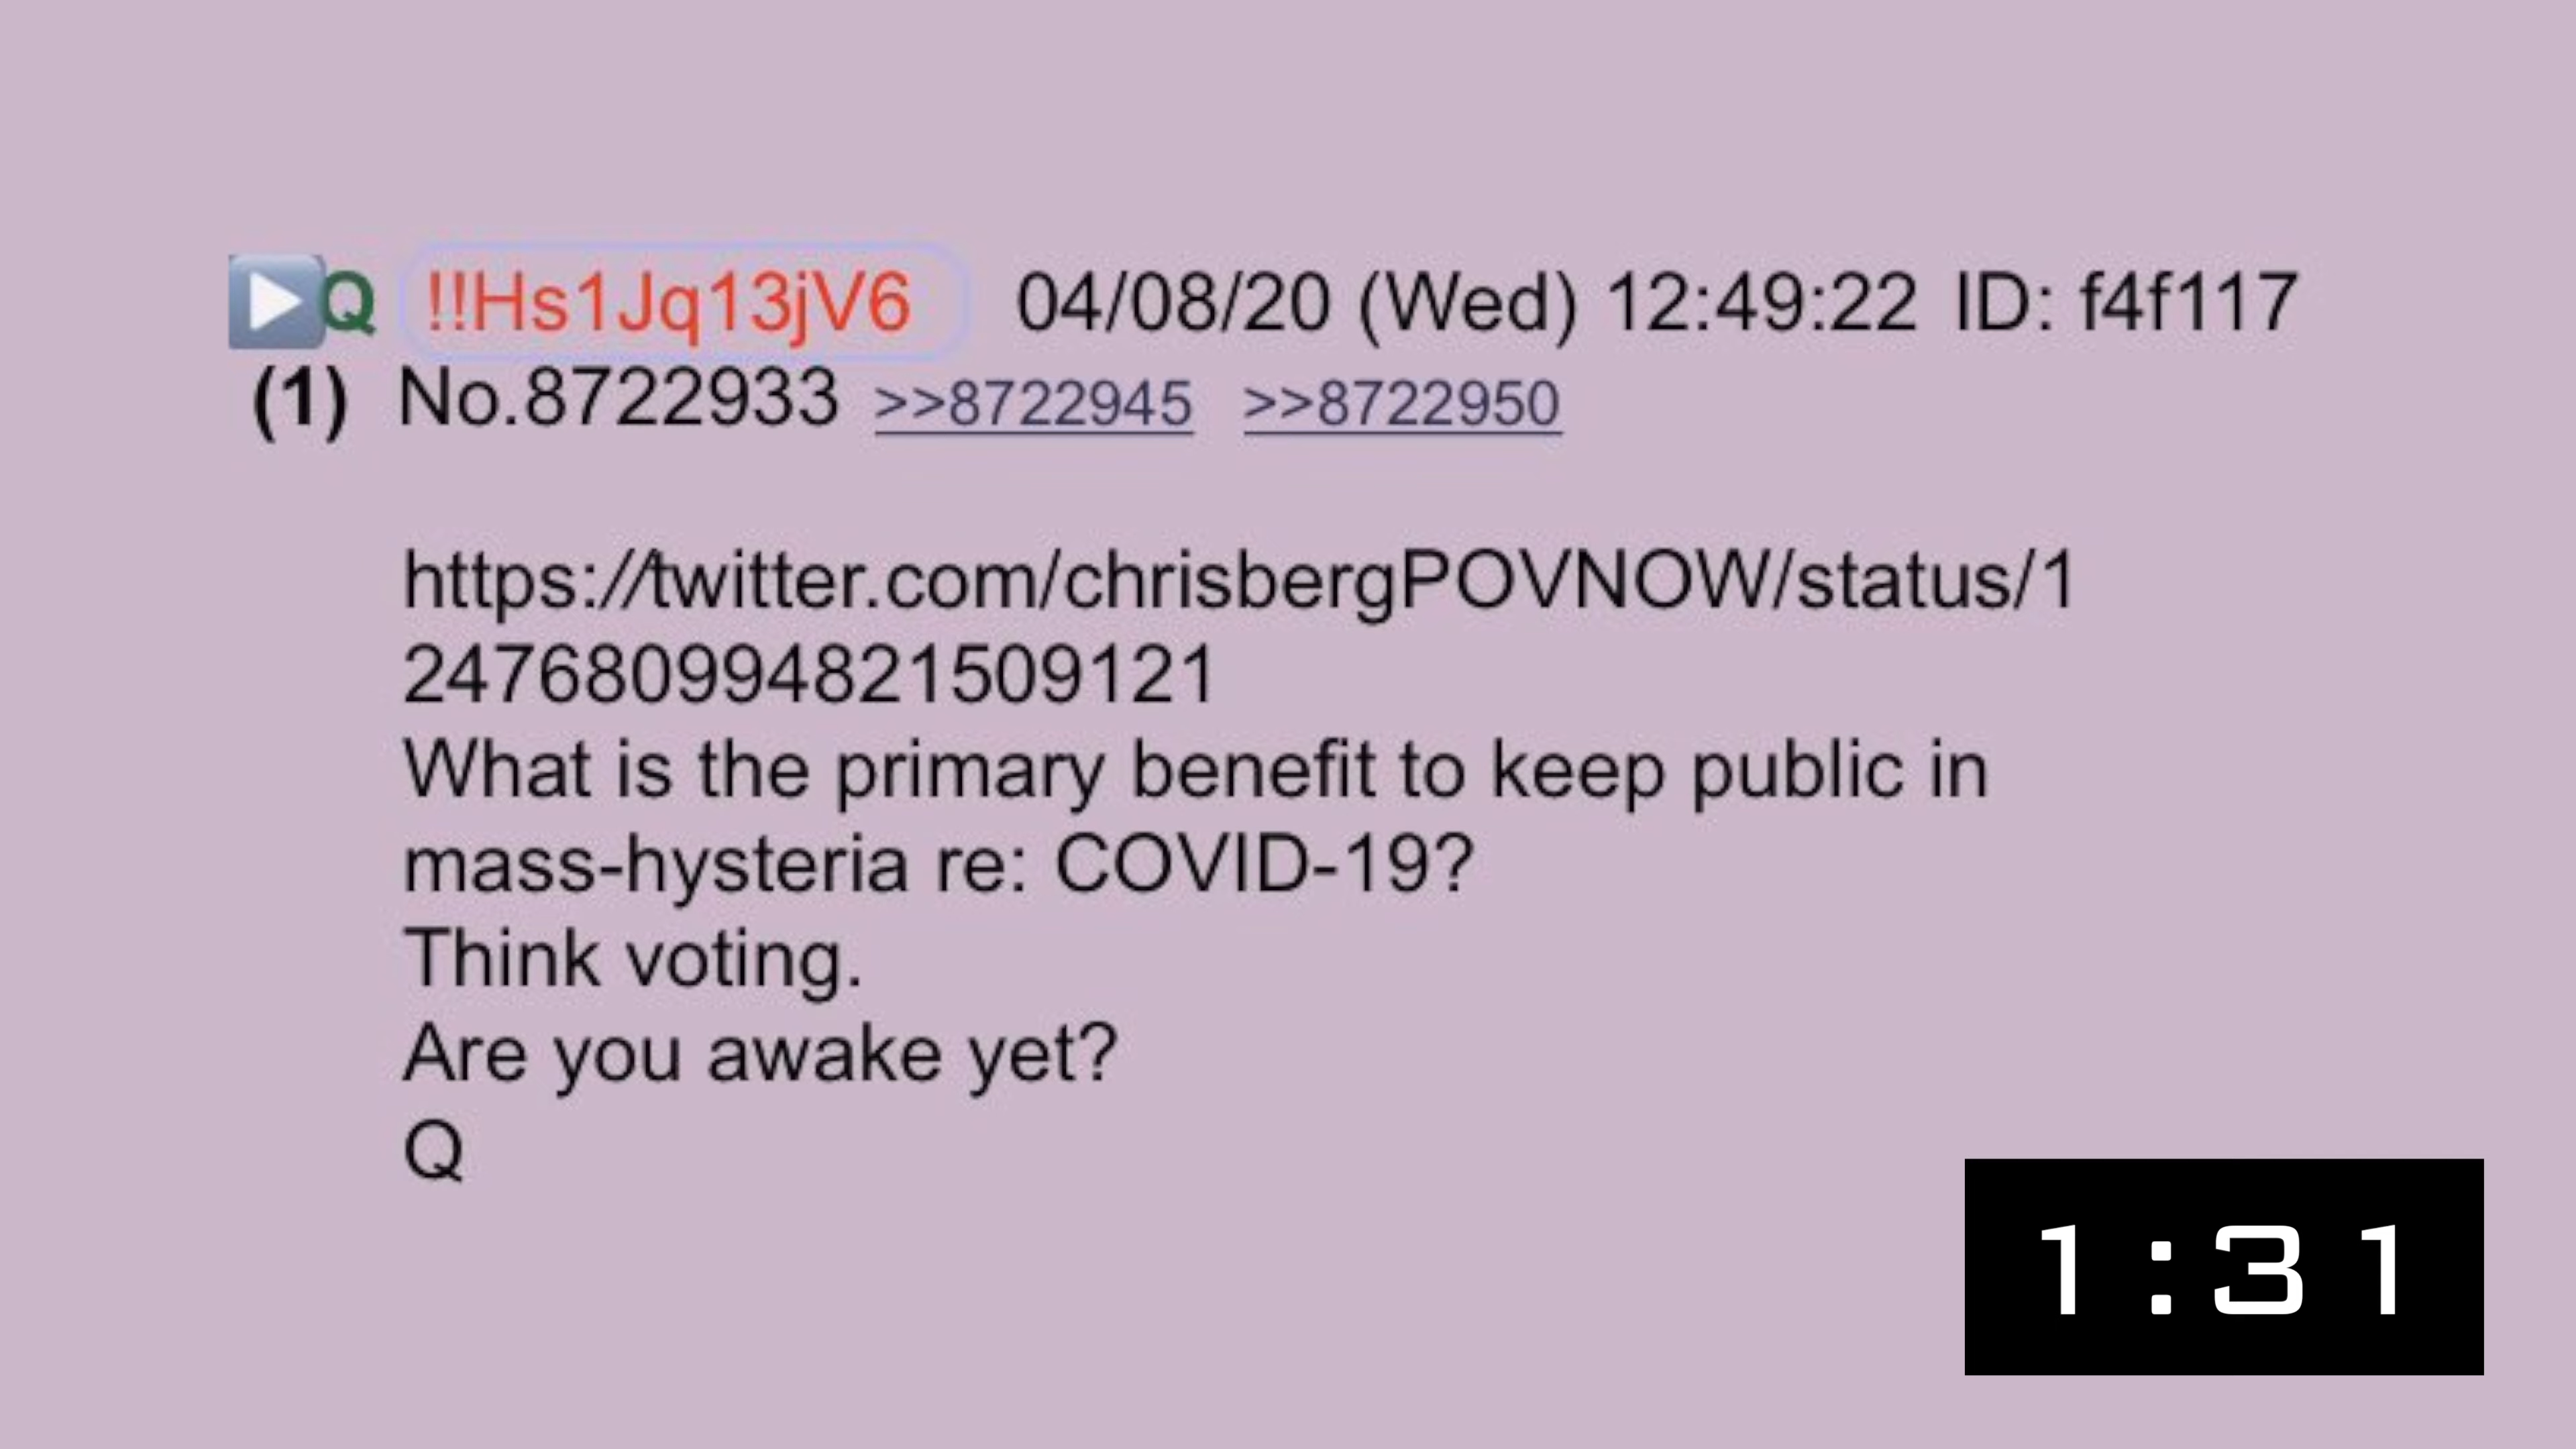 Q !!Hs1Jq13jV6 04/08/20 (Wed) 12:49:22 ID: f4f117
(1) No.8722933 >>8722945 >>8722950
https://twitter.com/chrisbergPOVNOW/status/1
247680994821509121
What is the primary benefit to keep public in
mass-hysteria re: COVID-19?
Think voting.
Are you awake yet?
Q
1:31